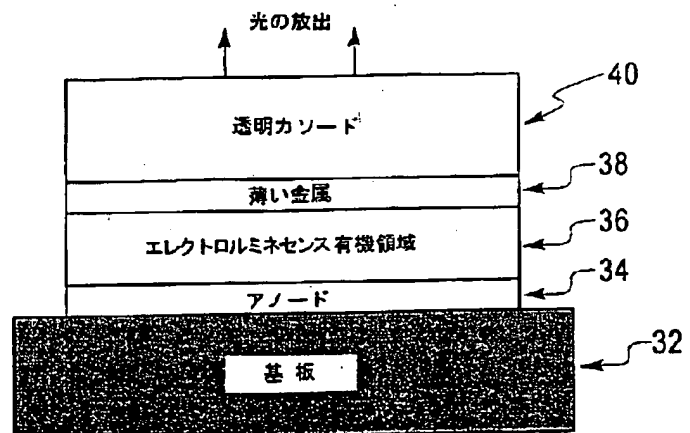 光の放出
40
透明カソード
38
薄い金属
36
エレクトロルミネセンス有機領域
34
アノード
32
基板